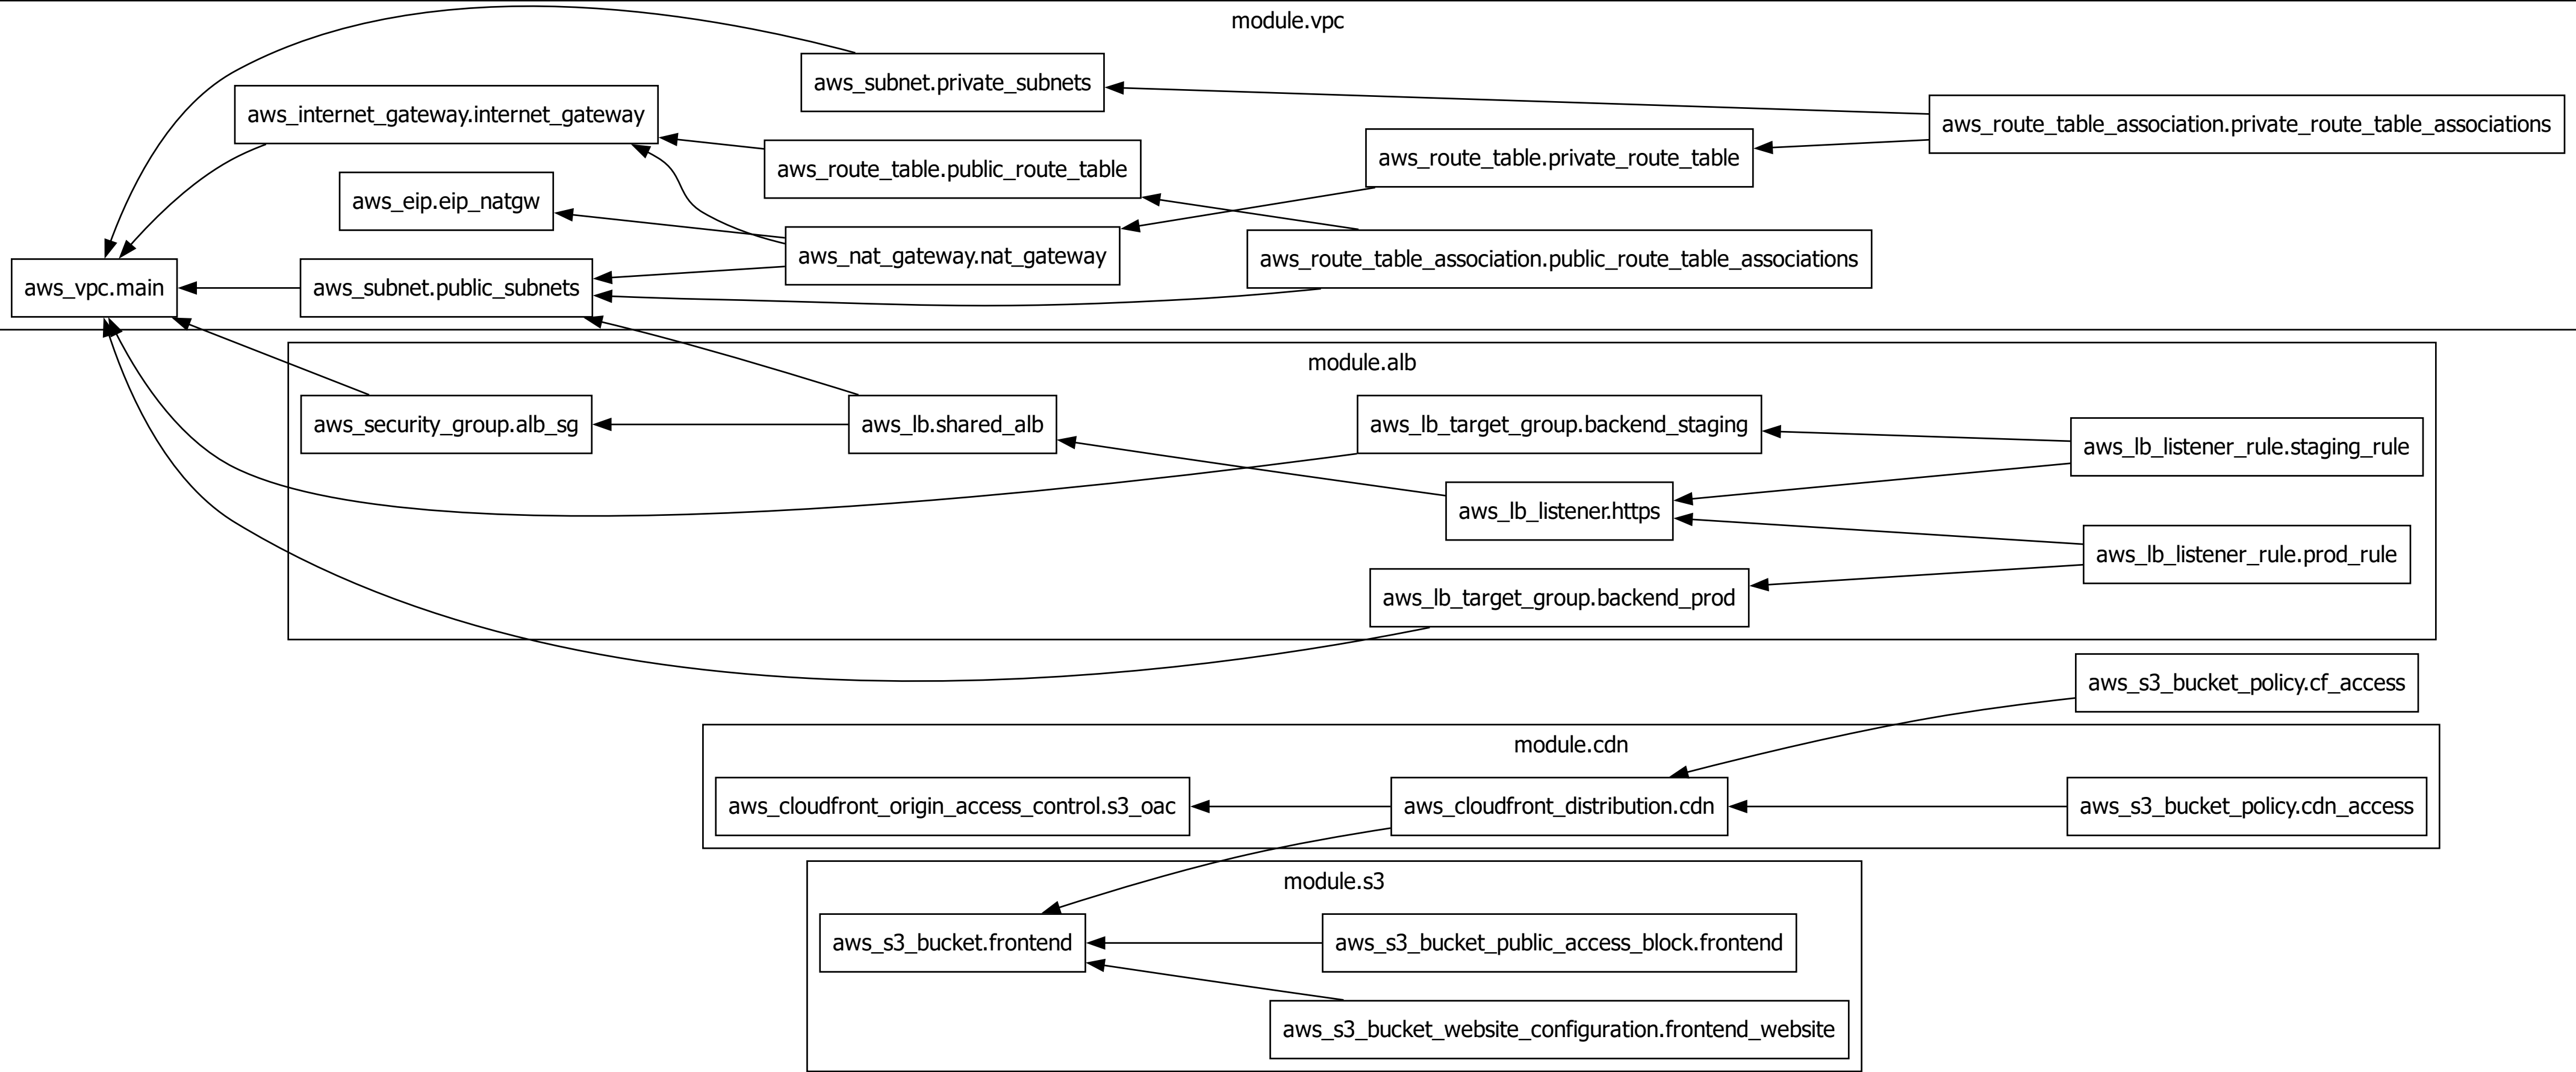 module.vpc
aws_subnet.private_subnets
aws_internet_gateway.internet_gateway
aws_route_table_association.private_route_table_associations
aws_route_table.private_route_table
aws_route_table.public_route_table
aws_eip.eip_natgw
aws_nat_gateway.nat_gateway
aws_route_table_association.public_route_table_associations
aws_vpc.main
aws_subnet.public_subnets
module.alb
aws_security_group.alb_sg
aws_lb.shared_alb
aws_lb_target_group.backend_staging
aws_lb_listener_rule.staging_rule
aws_lb_listener.https
aws_lb_listener_rule.prod_rule
aws_lb_target_group.backend_prod
aws_s3_bucket_policy.cf_access
module.cdn
aws_cloudfront_origin_access_control.s3_oac
aws_cloudfront_distribution.cdn
aws_s3_bucket_policy.cdn_access
module.s3
aws_s3_bucket.frontend
aws_s3_bucket_public_access_block.frontend
aws_s3_bucket_website_configuration.frontend_website